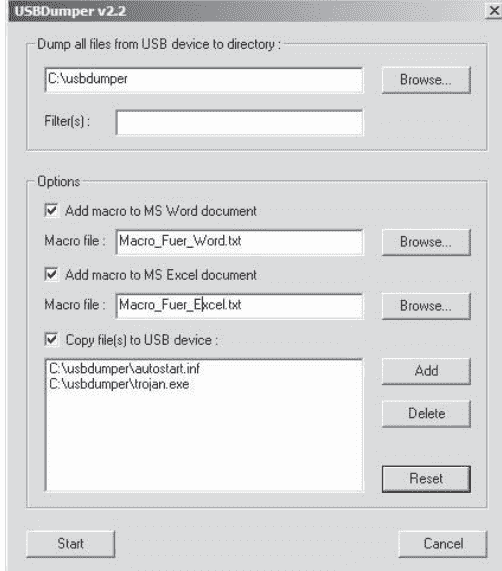 USBDumper v2.2
Dump all files from USB device to directory :
C:\usbdumper
Browse...
Filter(s) :
Options
Add macro to MS Word document
Macro file :
Macro_Fuer_Word.txt
Browse...
Add macro to MS Excel document
Macro file :
Macro_Fuer_Excel.txt
Browse...
Copy file(s) to USB device :
C:\usbdumper\autostart.inf
C:\usbdumper\trojan.exe
Add
Delete
Reset
Start
Cancel